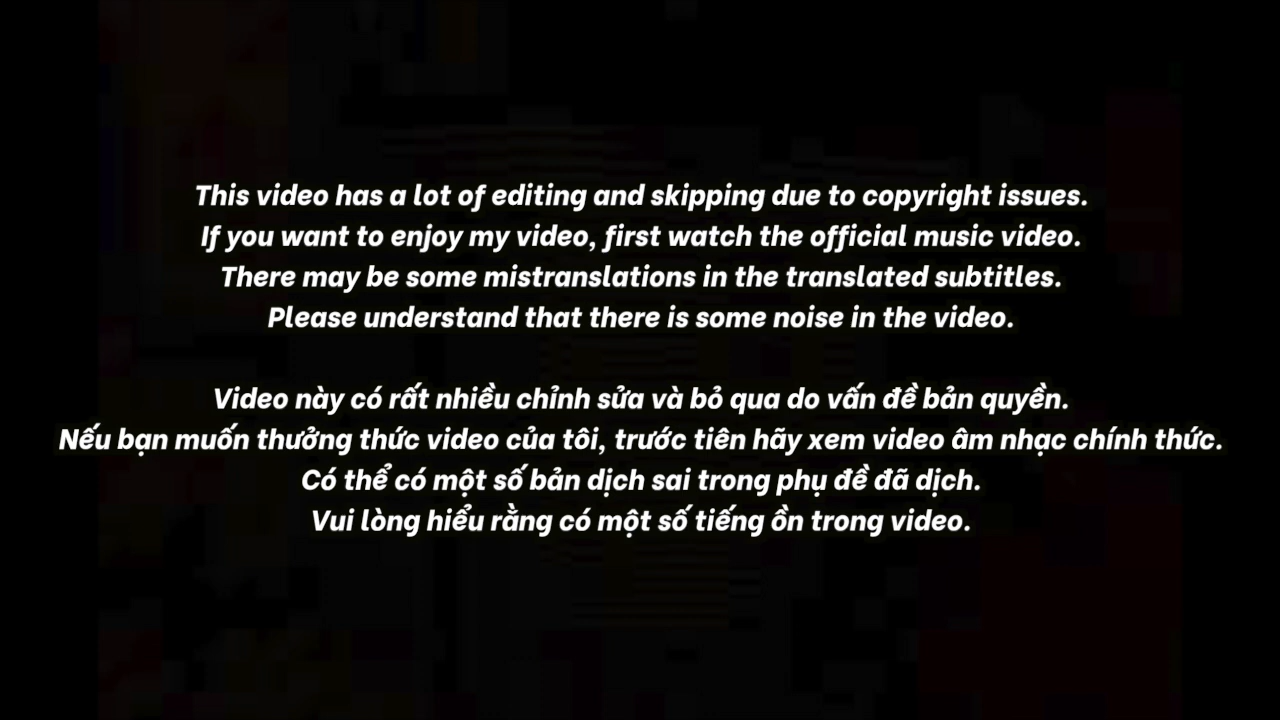 This video has a lot of editing and skipping due to copyright issues.
If you want to enjoy my video, first watch the official music video.
There may be some mistranslations in the translated subtitles.
Please understand that there is some noise in the video.
Video này có rất nhiều chỉnh sửa và bỏ qua do vấn đề bản quyền.
Nếu bạn muốn thưởng thức video của tôi, trước tiên hãy xem video âm nhạc chính thức.
Có thể có một số bản dịch sai trong phụ đề đã dịch.
Vui lòng hiểu rằng có một số tiếng ồn trong video.